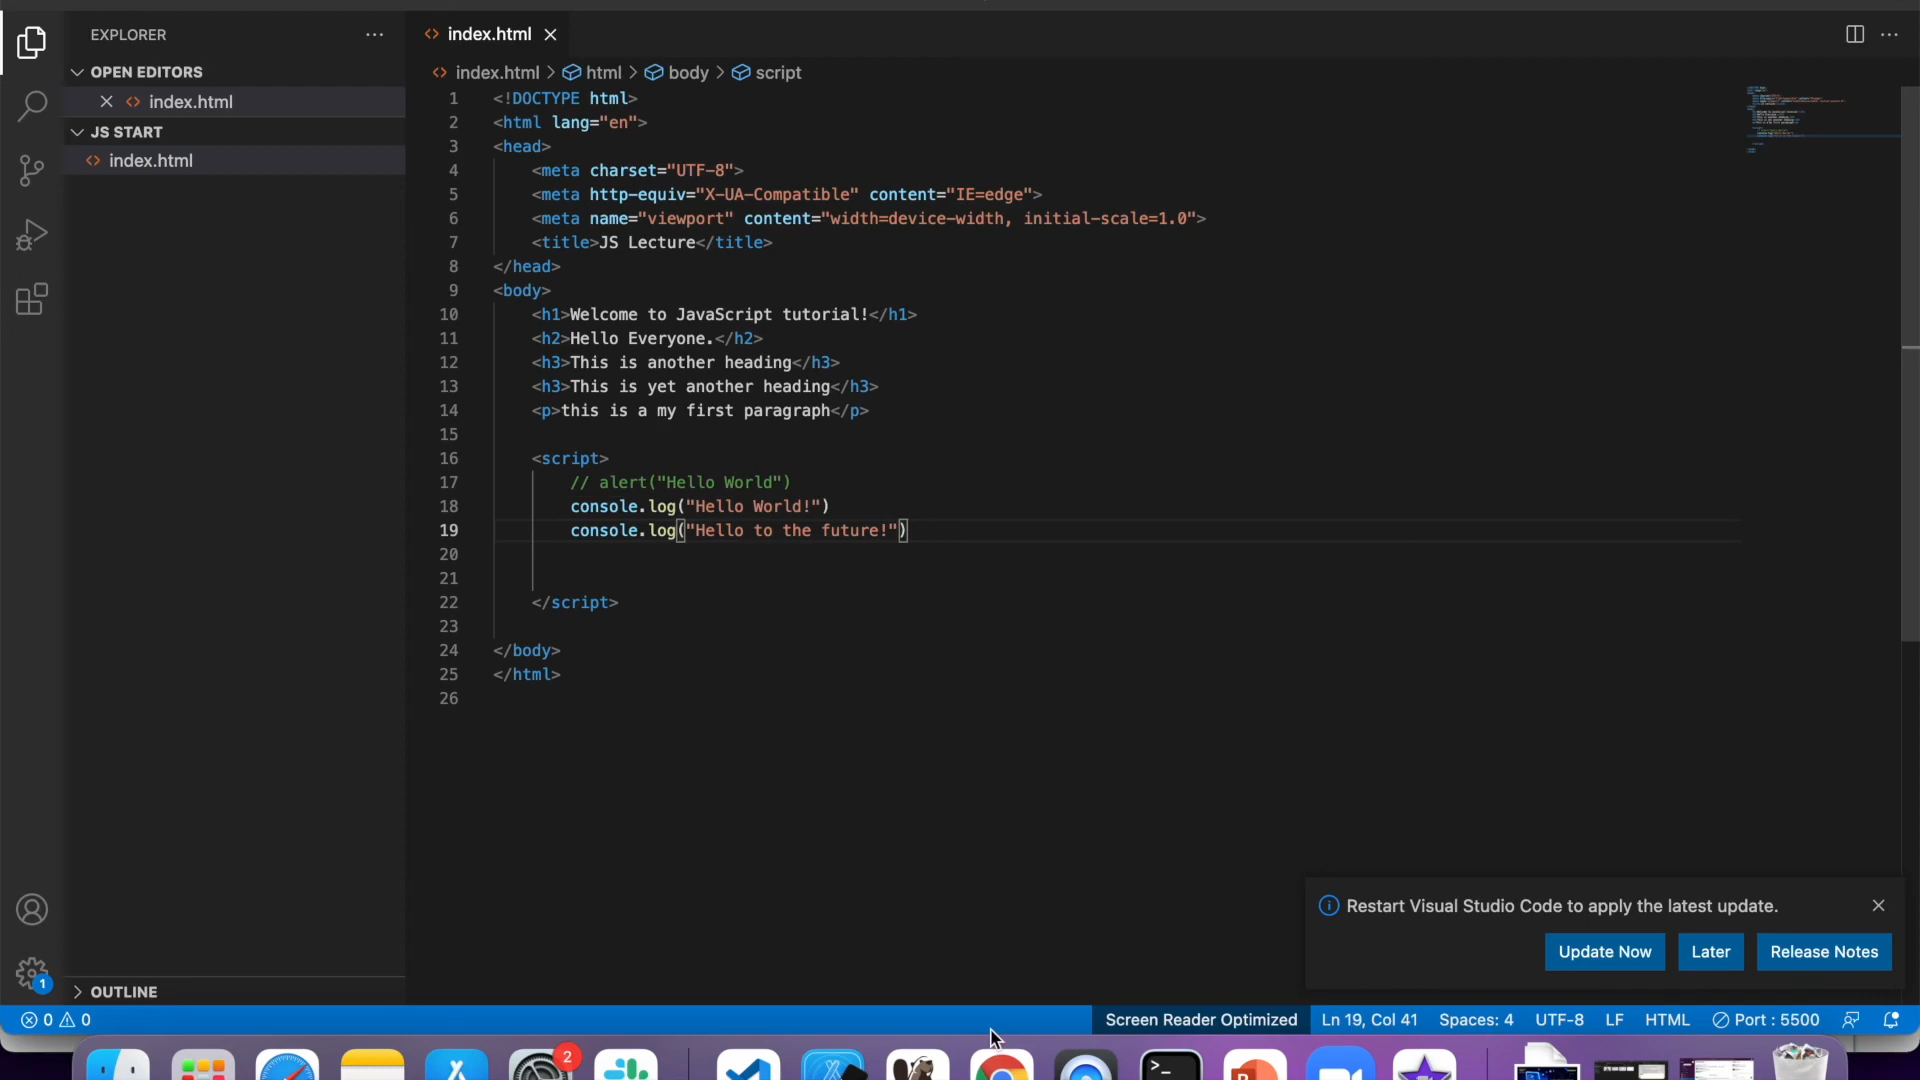 EXPLORER
OPEN EDITORS
index.html
JS START
index.html
OUTLINE
index.html
index.html > html > body > script
1 <!DOCTYPE html>
2 <html lang="en">
3 <head>
4 <meta charset="UTF-8">
5 <meta http-equiv="X-UA-Compatible" content="IE=edge">
6 <meta name="viewport" content="width=device-width, initial-scale=1.0">
7 <title>JS Lecture</title>
8 </head>
9 <body>
10 <h1>Welcome to JavaScript tutorial!</h1>
11 <h2>Hello Everyone.</h2>
12 <h3>This is another heading</h3>
13 <h3>This is yet another heading</h3>
14 <p>this is a my first paragraph</p>
15
16 <script>
17 // alert("Hello World")
18 console.log("Hello World!")
19 console.log("Hello to the future!")
20
21
22 </script>
23
24 </body>
25 </html>
26
Restart Visual Studio Code to apply the latest update.
Update Now Later Release Notes
1
0 0 Screen Reader Optimized Ln 19, Col 41 Spaces: 4 UTF-8 LF HTML Port : 5500
2